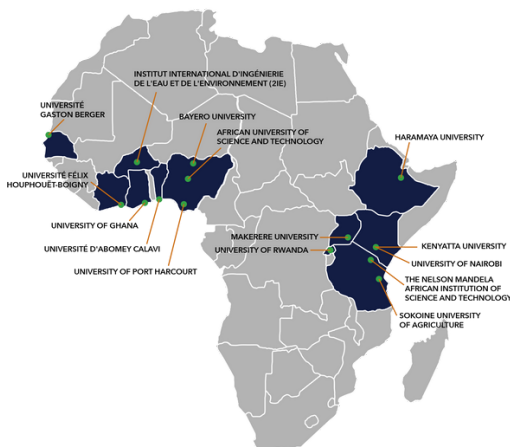 INSTITUT INTERNATIONAL D'INGÉNIERIE
DE L'EAU ET DE L'ENVIRONNEMENT (2IE)
UNIVERSITÉ
GASTON BERGER
BAYERO UNIVERSITY
AFRICAN UNIVERSITY OF
SCIENCE AND TECHNOLOGY
HARAMAYA UNIVERSITY
UNIVERSITÉ FÉLIX
HOUPHOUËT-BOIGNY
UNIVERSITY OF GHANA
UNIVERSITÉ D'ABOMEY CALAVI
UNIVERSITY OF PORT HARCOURT
MAKERERE UNIVERSITY
UNIVERSITY OF RWANDA
KENYATTA UNIVERSITY
UNIVERSITY OF NAIROBI
THE NELSON MANDELA
AFRICAN INSTITUTION OF
SCIENCE AND TECHNOLOGY
SOKOINE UNIVERSITY
OF AGRICULTURE